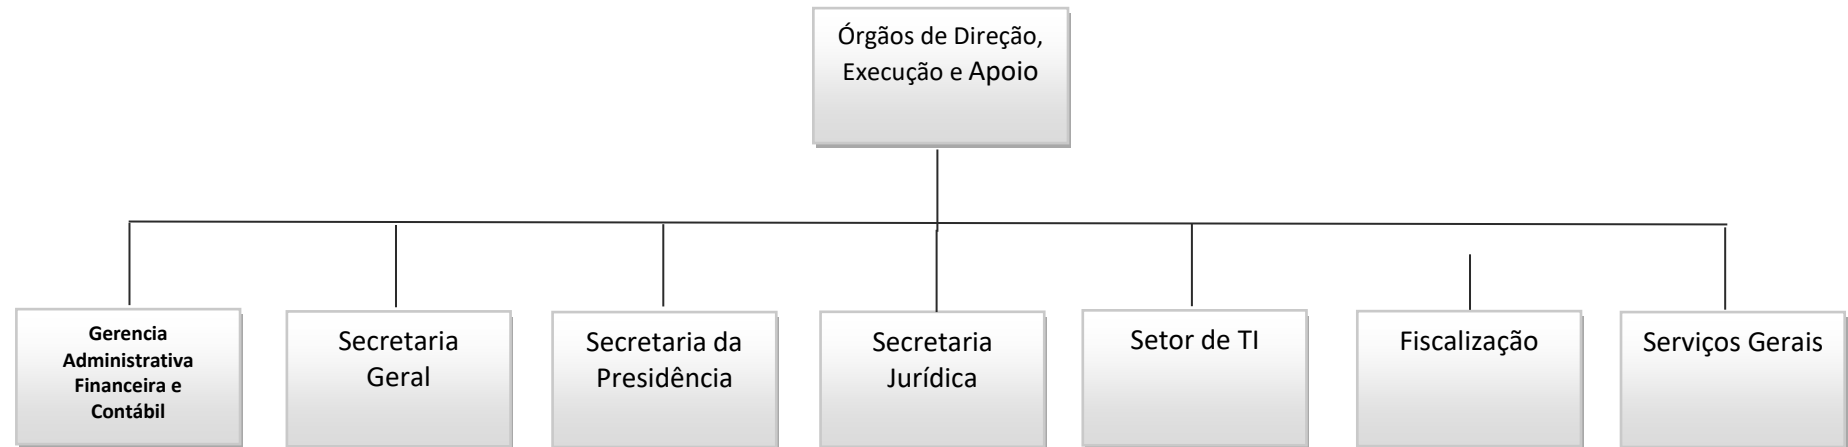 Órgãos de Direção,
Execução e Apoio
Gerencia
Administrativa
Financeira e
Contábil
Secretaria
Geral
Secretaria da
Presidência
Secretaria
Jurídica
Setor de TI
Fiscalização
Serviços Gerais